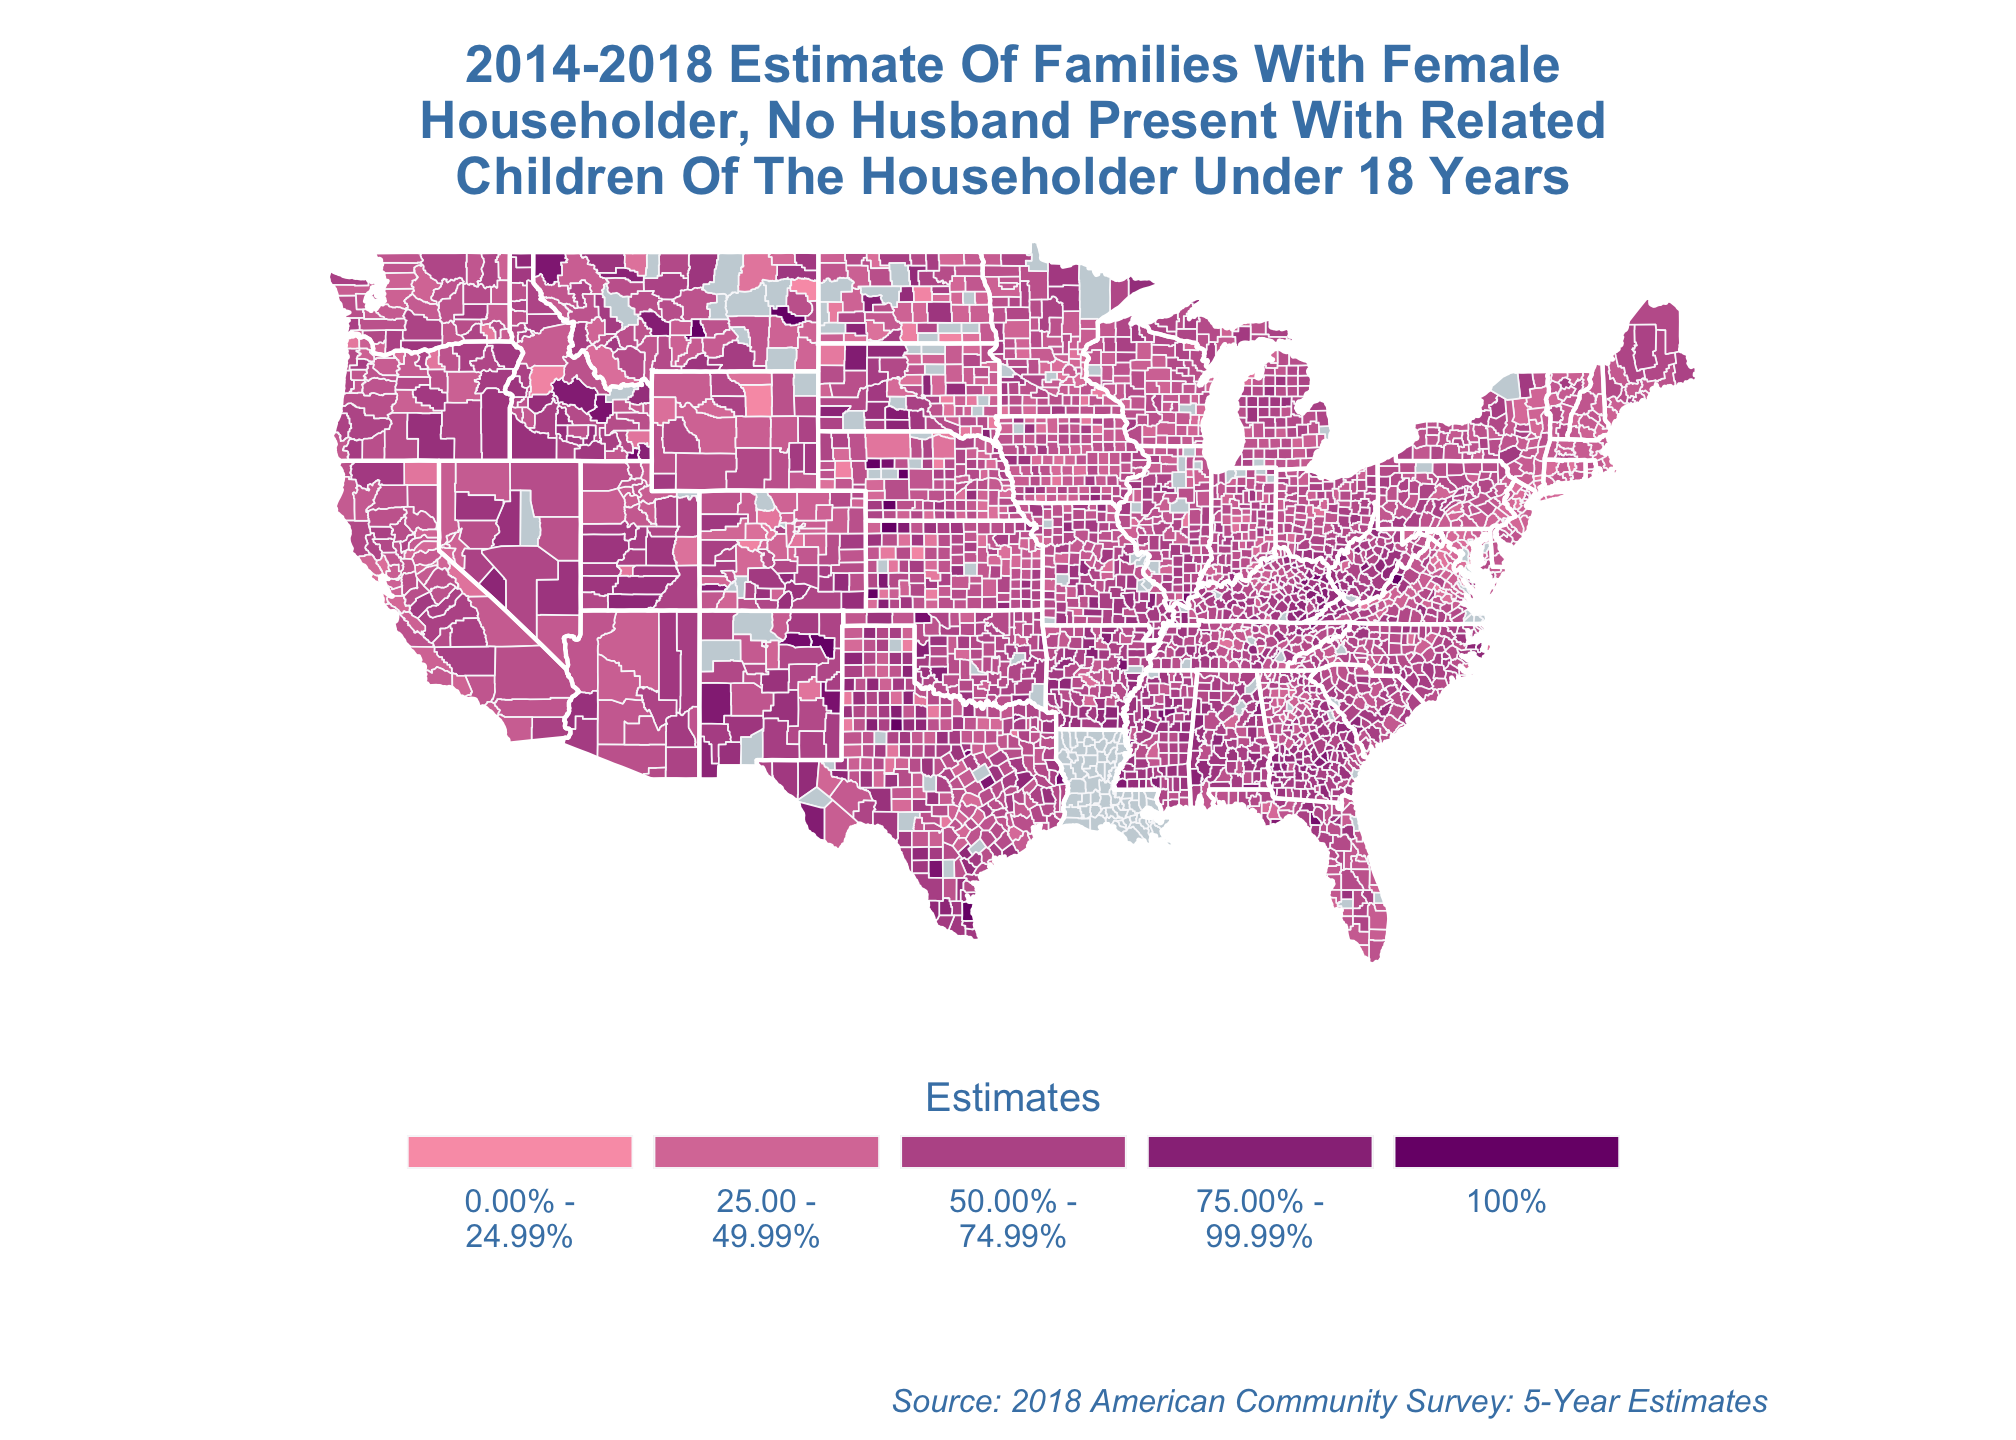 2014-2018 Estimate Of Families With Female
Householder, No Husband Present With Related
Children Of The Householder Under 18 Years
Estimates
0.00% -
24.99%
25.00 -
49.99%
50.00% -
74.99%
75.00% -
99.99%
100%
Source: 2018 American Community Survey: 5-Year Estimates